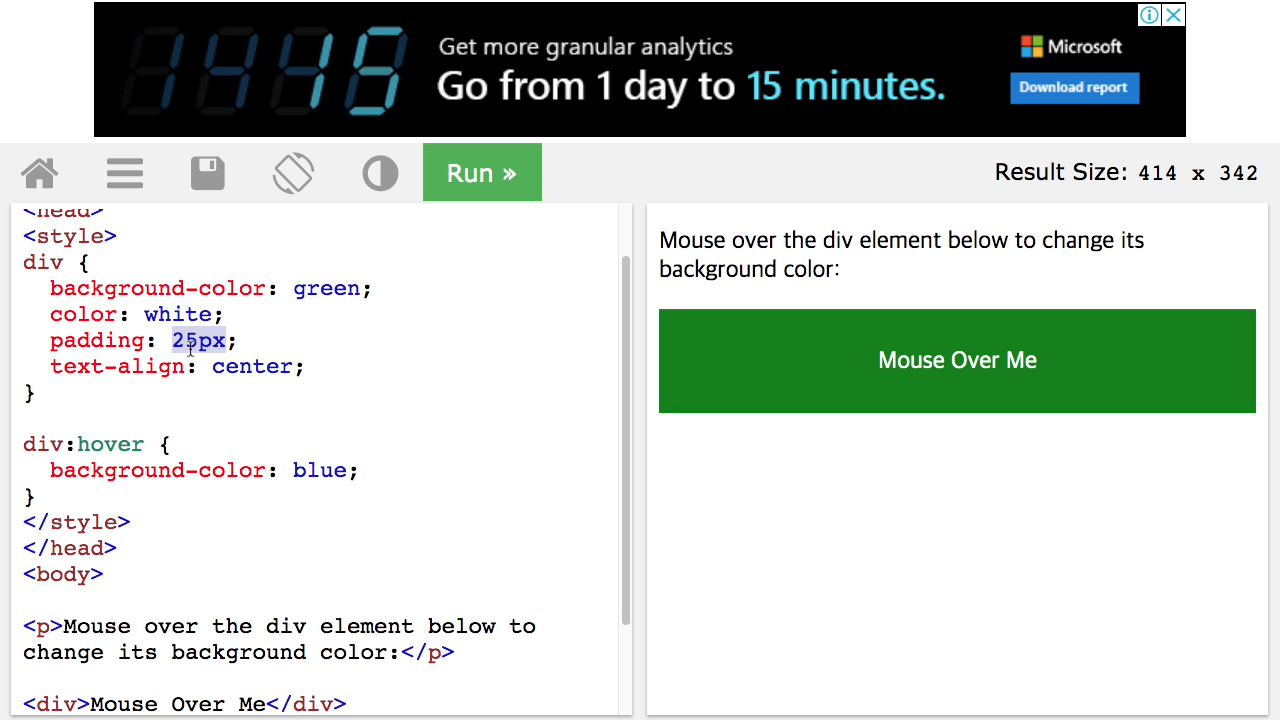 15
Get more granular analytics
Go from 1 day to 15 minutes.
Microsoft
Download report
Run »
Result Size: 414 x 342
<head>
<style>
div {
  background-color: green;
  color: white;
  padding: 25px;
  text-align: center;
}
div:hover {
  background-color: blue;
}
</style>
</head>
<body>
<p>Mouse over the div element below to
change its background color:</p>
<div>Mouse Over Me</div>
Mouse over the div element below to change its
background color:
Mouse Over Me